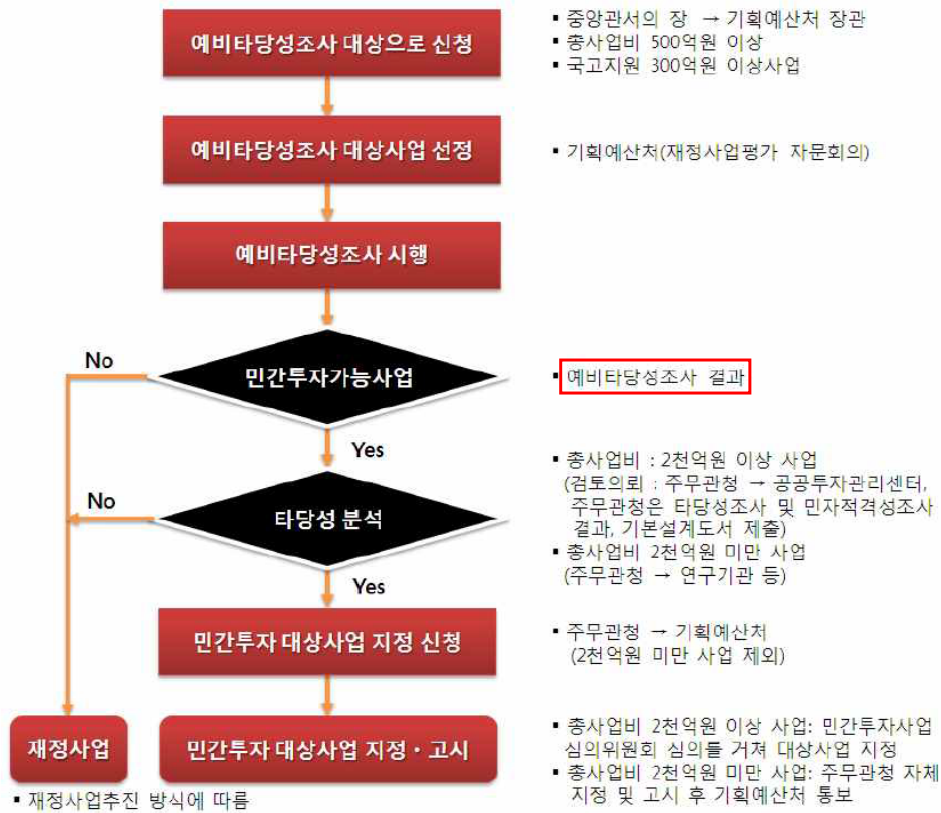 예비타당성조사 대상으로 신청
▪ 중앙관서의 장 → 기획예산처 장관
▪ 총사업비 500억원 이상
▪ 국고지원 300억원 이상사업
예비타당성조사 대상사업 선정
▪ 기획예산처(재정사업평가 자문회의)
예비타당성조사 시행
No
민간투자가능사업
▪ 예비타당성조사 결과
Yes
No
타당성 분석
▪ 총사업비 : 2천억원 이상 사업
(검토의뢰 : 주무관청 → 공공투자관리센터,
주무관청은 타당성조사 및 민자적격성조사
결과, 기본설계도서 제출)
▪ 총사업비 2천억원 미만 사업
(주무관청 → 연구기관 등)
Yes
민간투자 대상사업 지정 신청
▪ 주무관청 → 기획예산처
(2천억원 미만 사업 제외)
재정사업
민간투자 대상사업 지정・고시
▪ 총사업비 2천억원 이상 사업: 민간투자사업
심의위원회 심의를 거쳐 대상사업 지정
▪ 총사업비 2천억원 미만 사업: 주무관청 자체
지정 및 고시 후 기획예산처 통보
▪ 재정사업추진 방식에 따름